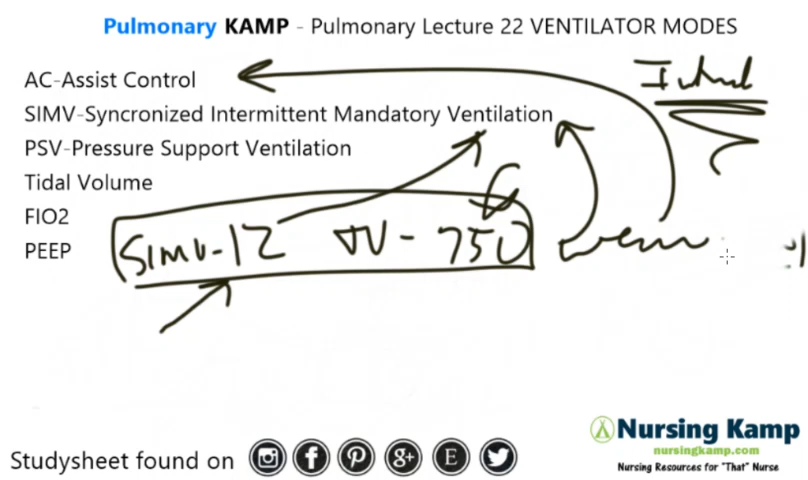 Pulmonary KAMP - Pulmonary Lecture 22 VENTILATOR MODES
AC-Assist Control
SIMV-Syncronized Intermittent Mandatory Ventilation
PSV-Pressure Support Ventilation
Tidal Volume
FIO2
PEEP
SIMV-12 TV-750
Nursing Kamp
nursingkamp.com
Nursing Resources for "That" Nurse
Studysheet found on